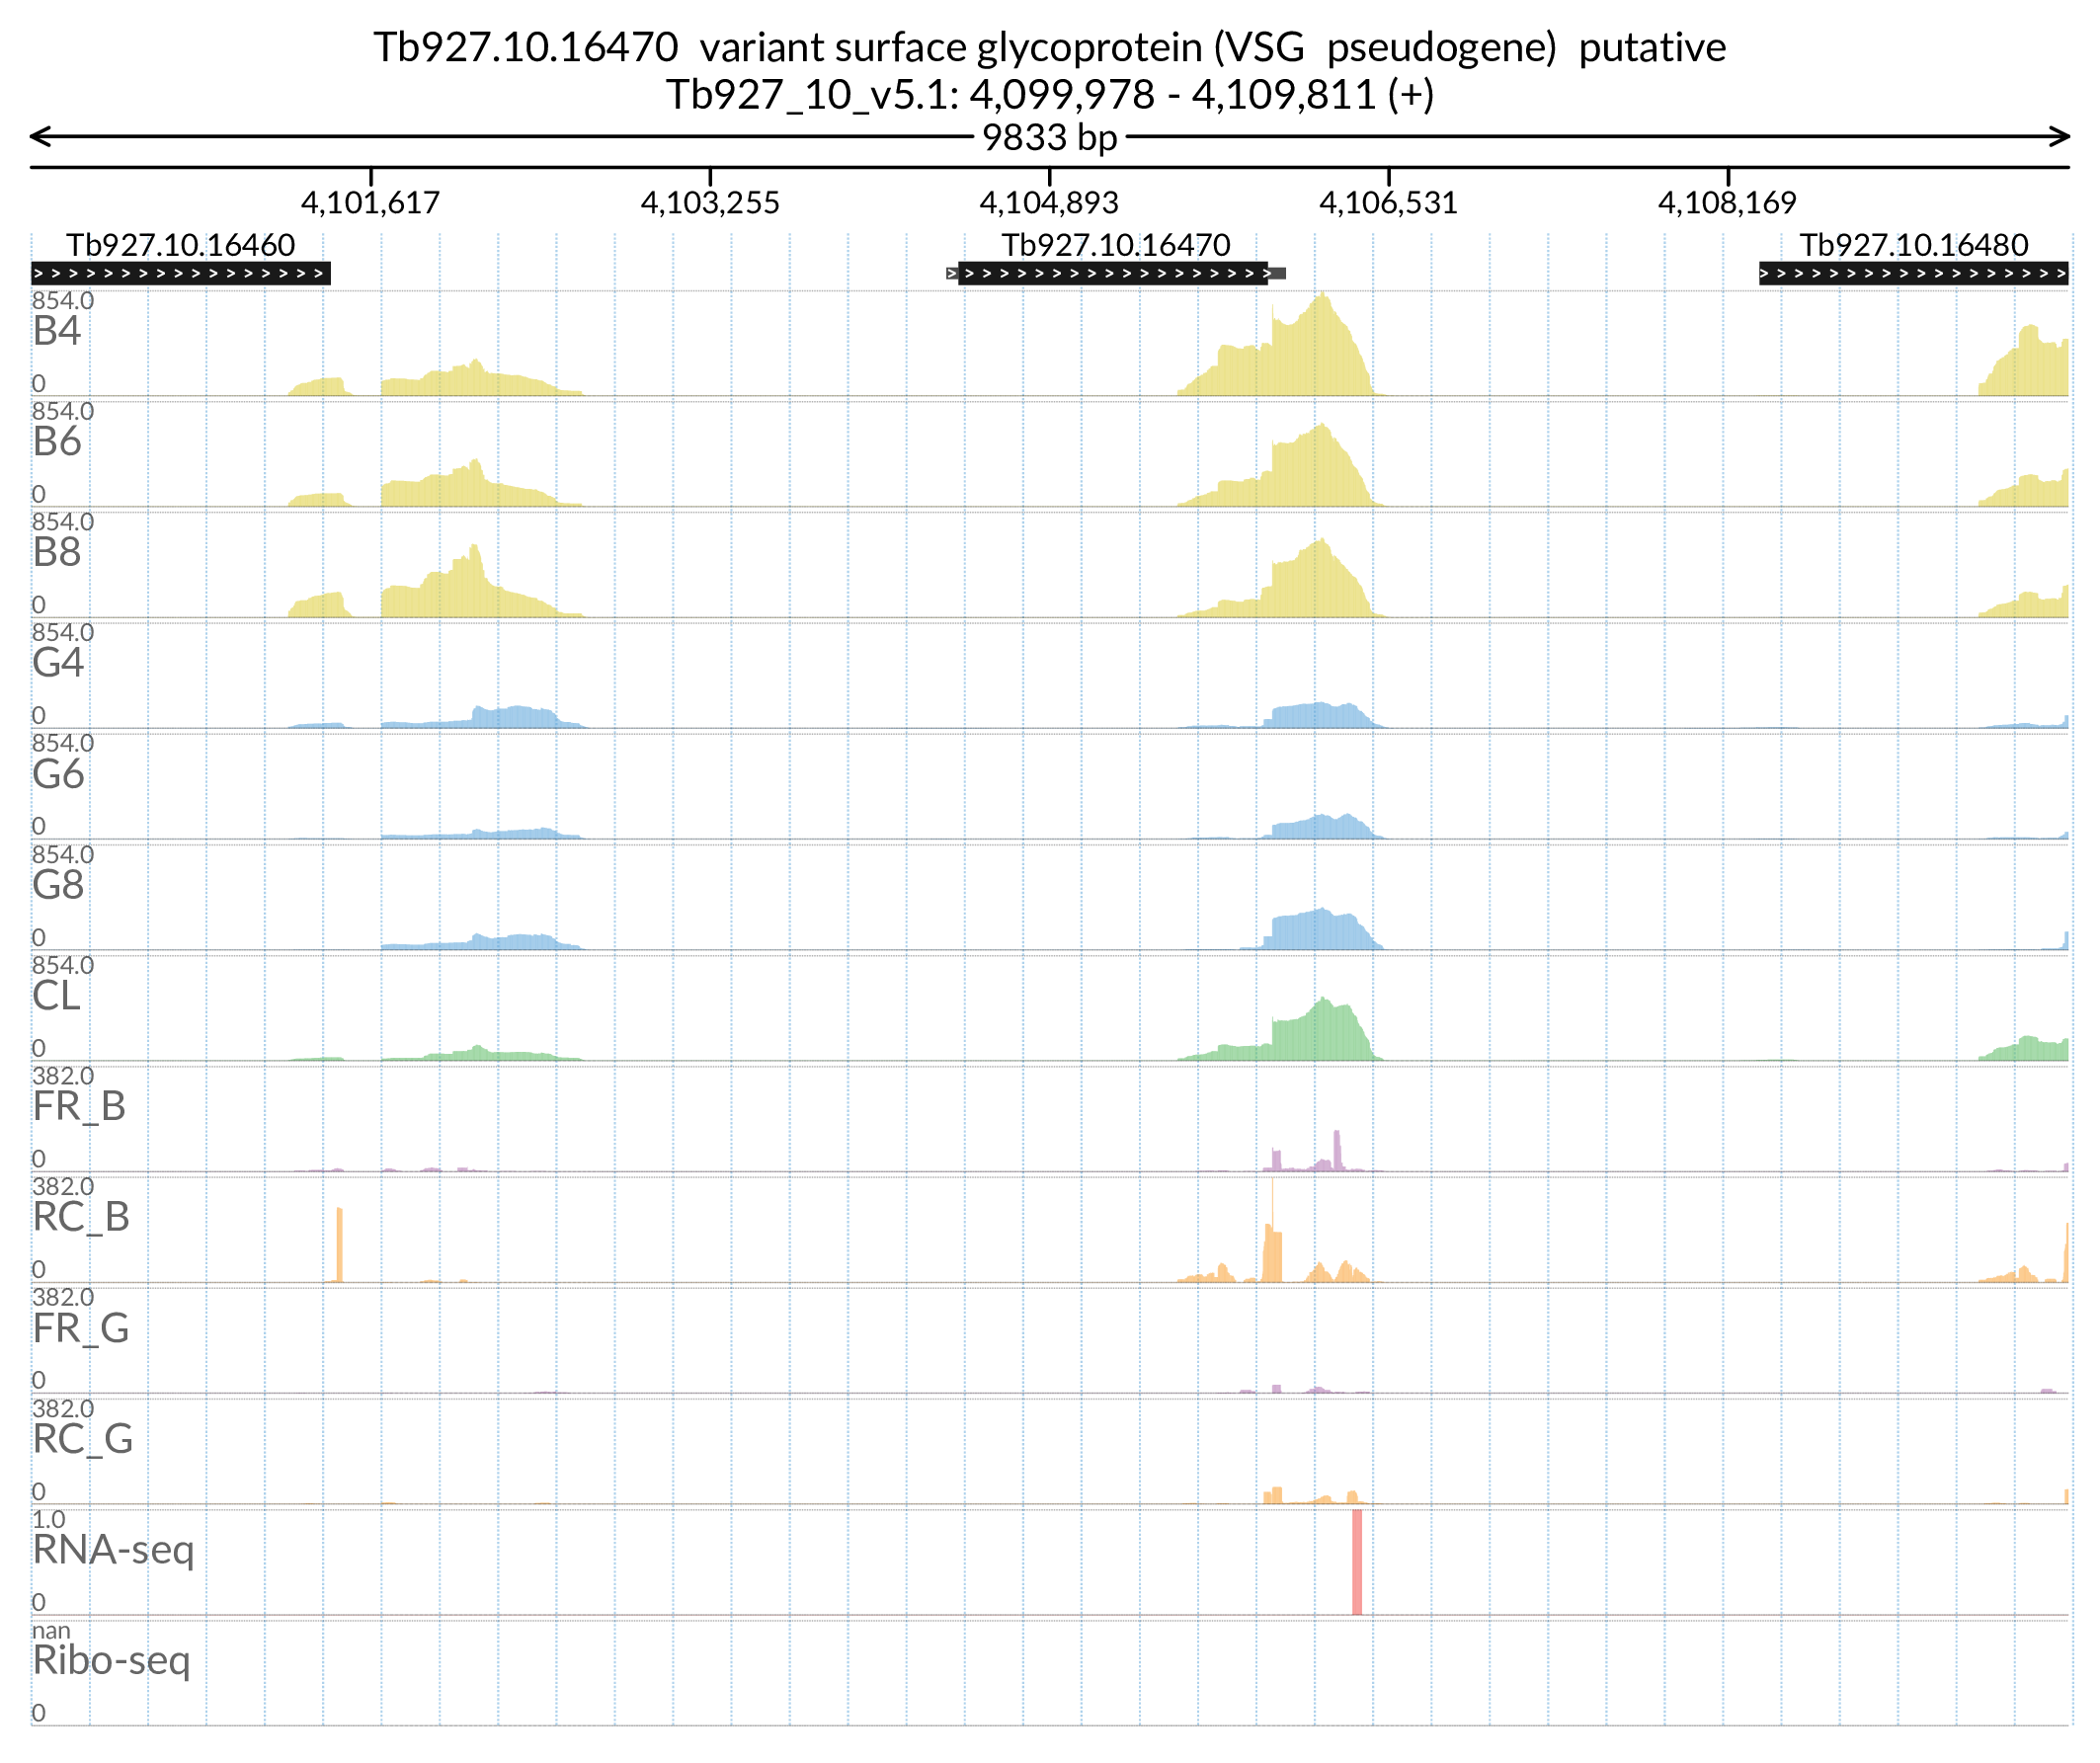 Tb927.10.16470  variant surface glycoprotein (VSG  pseudogene)  putative
Tb927_10_v5.1: 4,099,978 - 4,109,811 (+)
9833 bp
4,101,617 4,103,255 4,104,893 4,106,531 4,108,169
Tb927.10.16460 Tb927.10.16470 Tb927.10.16480
854.0
B4
0
854.0
B6
0
854.0
B8
0
854.0
G4
0
854.0
G6
0
854.0
G8
0
854.0
CL
0
382.0
FR_B
0
382.0
RC_B
0
382.0
FR_G
0
382.0
RC_G
0
1.0
RNA-seq
0
nan
Ribo-seq
0